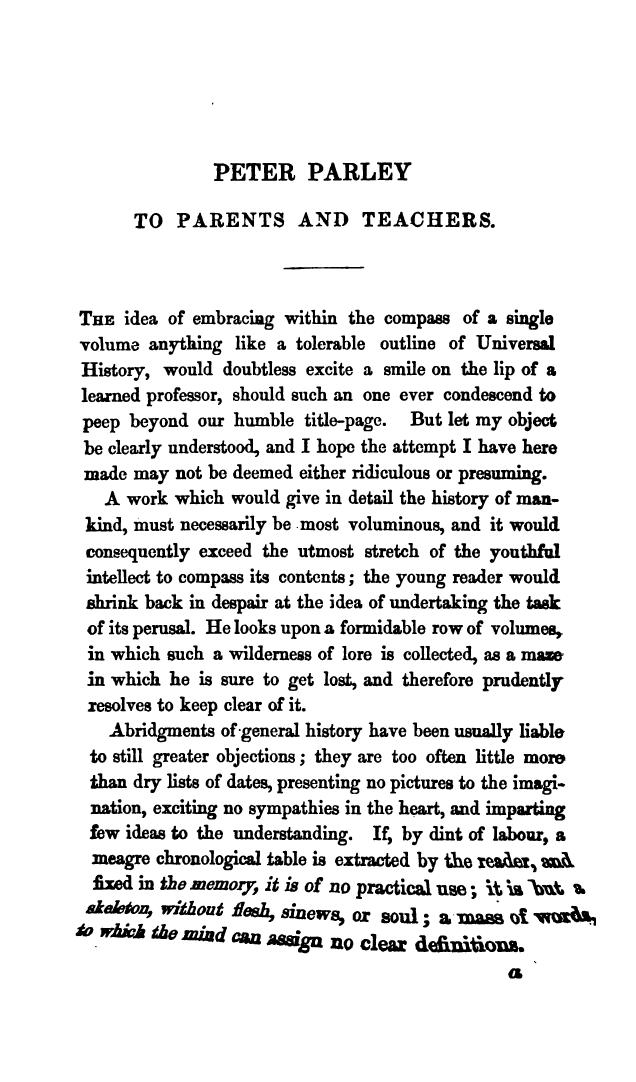 PETER PARLEY
TO PARENTS AND TEACHERS.
THE idea of embracing within the compass of a single
volume anything like a tolerable outline of Universal
History, would doubtless excite a smile on the lip of a
learned professor, should such an one ever condescend to
peep beyond our humble title-page. But let my object
be clearly understood, and I hope the attempt I have here
made may not be deemed either ridiculous or presuming.
A work which would give in detail the history of man-
kind, must necessarily be most voluminous, and it would
consequently exceed the utmost stretch of the youthful
intellect to compass its contents; the young reader would
shrink back in despair at the idea of undertaking the task
of its perusal. He looks upon a formidable row of volumes,
in which such a wilderness of lore is collected, as a maze
in which he is sure to get lost, and therefore prudently
resolves to keep clear of it.
Abridgments of general history have been usually liable
to still greater objections; they are too often little more
than dry lists of dates, presenting no pictures to the imagi-
nation, exciting no sympathies in the heart, and imparting
few ideas to the understanding. If, by dint of labour, a
meagre chronological table is extracted by the reader, and
fixed in the memory, it is of no practical use; it is but a
skeleton, without flesh, sinews, or soul; a mass of words,
to which the mind can assign no clear definitions.
a